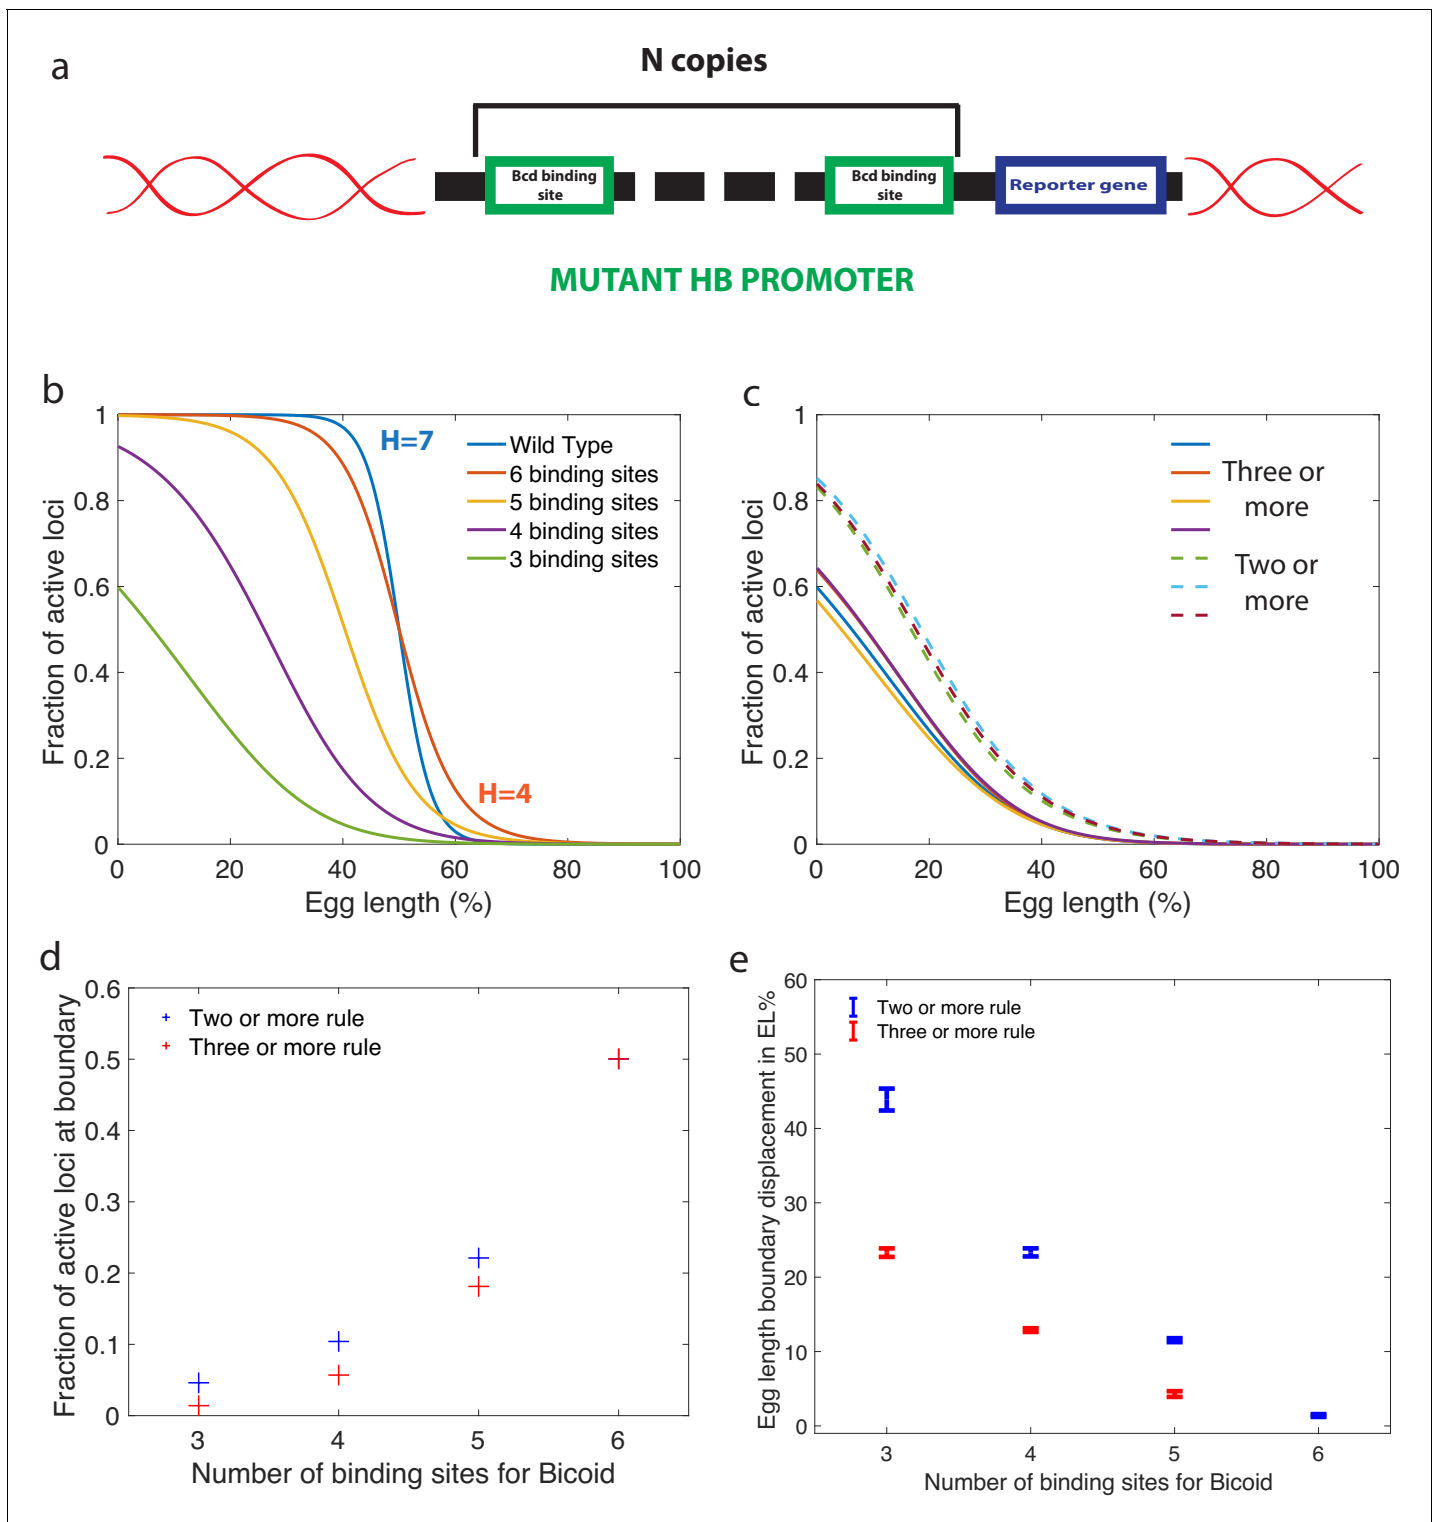 a
N copies
Bcd binding
site
Bcd binding
site
Reporter gene
MUTANT HB PROMOTER
b
Fraction of active loci
1
0.8
0.6
0.4
0.2
0
0
20
40
60
80
100
Egg length (%)
H=7
H=4
Wild Type
6 binding sites
5 binding sites
4 binding sites
3 binding sites
c
Fraction of active loci
1
0.8
0.6
0.4
0.2
0
0
20
40
60
80
100
Egg length (%)
Three or
more
Two or
more
d
Fraction of active loci at boundary
0.6
0.5
0.4
0.3
0.2
0.1
0
3
4
5
6
Number of binding sites for Bicoid
Two or more rule
Three or more rule
e
Egg length boundary displacement in EL%
60
50
40
30
20
10
0
3
4
5
6
Number of binding sites for Bicoid
Two or more rule
Three or more rule